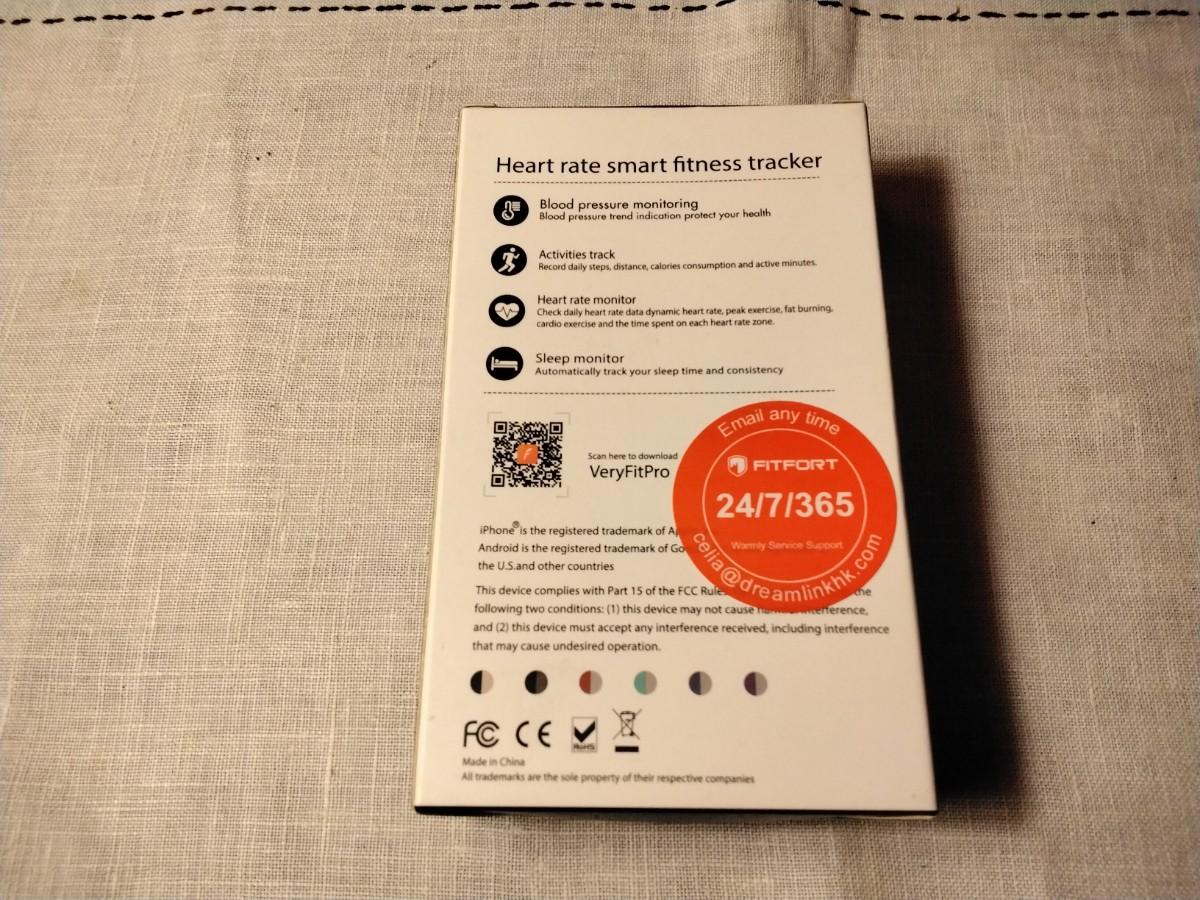 Heart rate smart fitness tracker
Blood pressure monitoring
Blood pressure trend indication protect your health
Activities track
Record daily steps, distance, calories consumption and active minutes.
Heart rate monitor
Check daily heart rate data dynamic heart rate, peak exercise, fat burning,
cardio exercise and the time spent on each heart rate zone.
Sleep monitor
Automatically track your sleep time and consistency
Scan here to download
VeryFitPro
Email any time
FITFORT
24/7/365
Warmly Service Support
celia@dreamlinkhk.com
iPhone® is the registered trademark of
Android is the registered trademark of
the U.S.and other countries
This device complies with Part 15 of the FCC the
following two conditions: (1) this device may not cause interference,
and (2) this device must accept any interference received, including interference
that may cause undesired operation.
FC CE RoHS
Made in China
All trademarks are the sole property of their respective companies